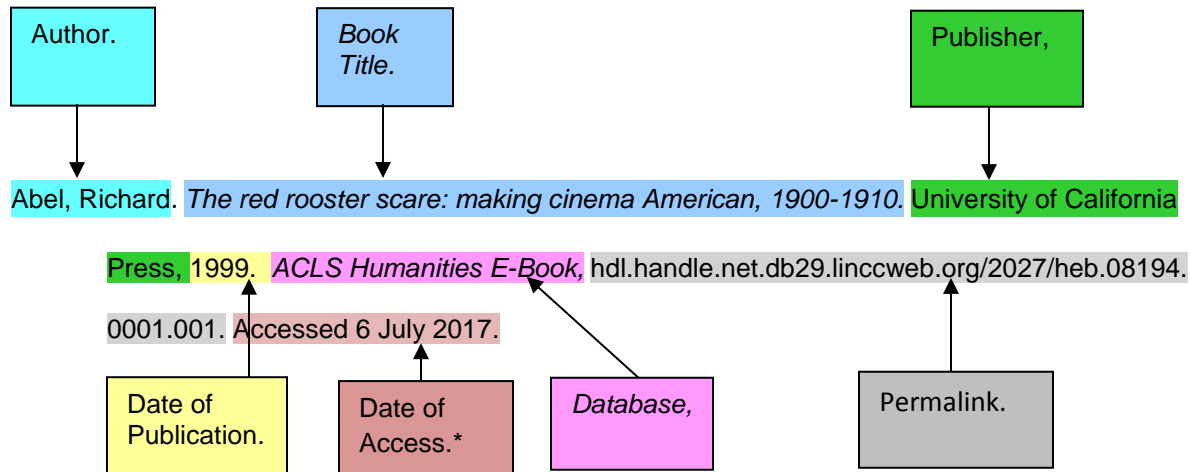 Author.
Book
Title.
Publisher,
Abel, Richard. The red rooster scare: making cinema American, 1900-1910. University of California
Press, 1999. ACLS Humanities E-Book, hdl.handle.net.db29.linccweb.org/2027/heb.08194.
0001.001. Accessed 6 July 2017.
Date of
Publication.
Date of
Access.*
Database,
Permalink.